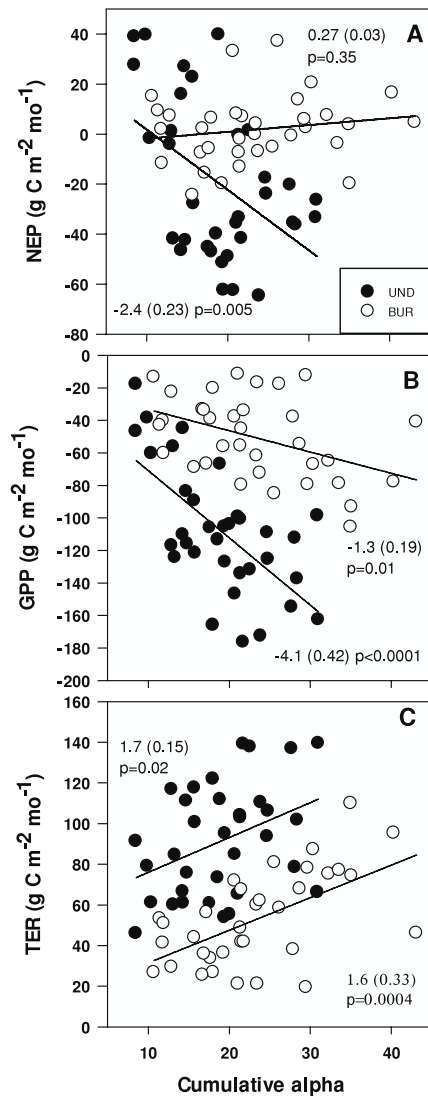 40
20
0
-20
-40
-60
-80
NEP (g C m-2 mo-1)
0.27 (0.03)
p=0.35
A
-2.4 (0.23) p=0.005
UND
BUR
0
-20
-40
-60
-80
-100
-120
-140
-160
-180
-200
GPP (g C m-2 mo-1)
B
-1.3 (0.19)
p=0.01
-4.1 (0.42) p<0.0001
160
140
120
100
80
60
40
20
0
TER (g C m-2 mo-1)
1.7 (0.15)
p=0.02
C
1.6 (0.33)
p=0.0004
10 20 30 40
Cumulative alpha